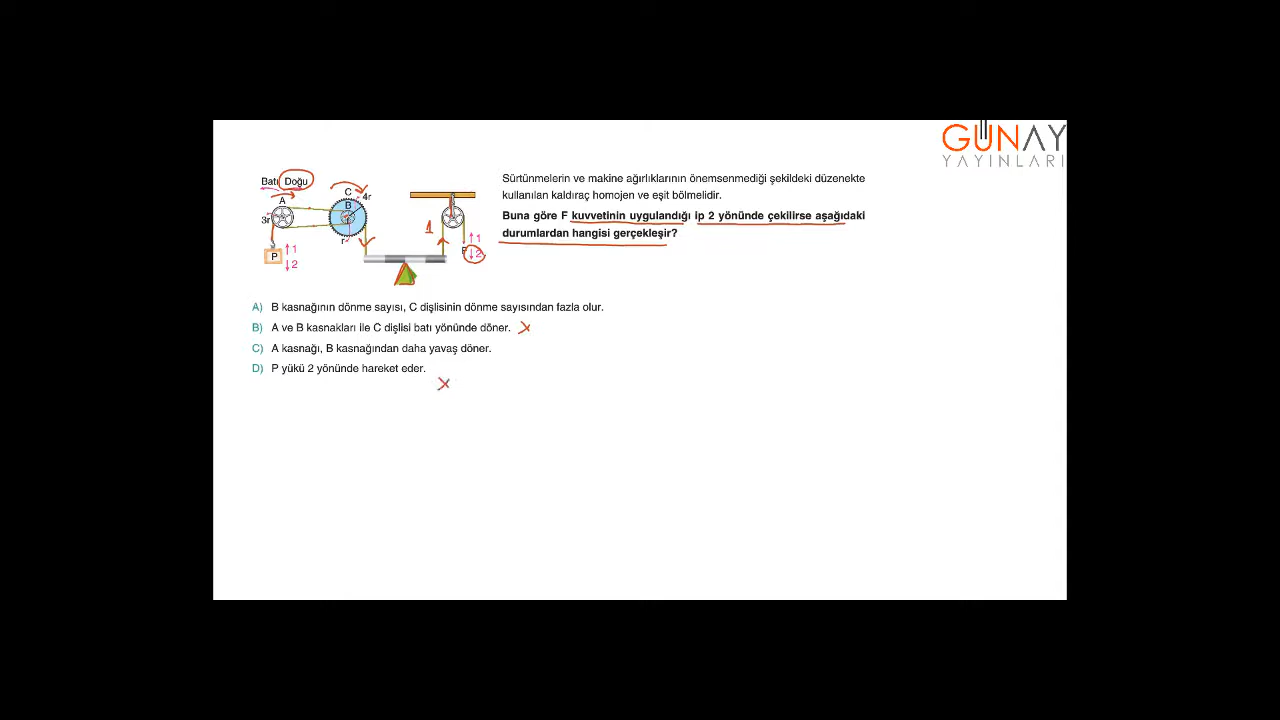 GÜNAY
YAYINLARI
Batı Doğu
A
C
4r
B
3r
r
P
1
2
1
1
2
Sürtünmelerin ve makine ağırlıklarının önemsenmediği şekildeki düzenekte
kullanılan kaldıraç homojen ve eşit bölmelidir.
Buna göre F kuvvetinin uygulandığı ip 2 yönünde çekilirse aşağıdaki
durumlardan hangisi gerçekleşir?
A) B kasnağının dönme sayısı, C dişlisinin dönme sayısından fazla olur.
B) A ve B kasnakları ile C dişlisi batı yönünde döner.
C) A kasnağı, B kasnağından daha yavaş döner.
D) P yükü 2 yönünde hareket eder.